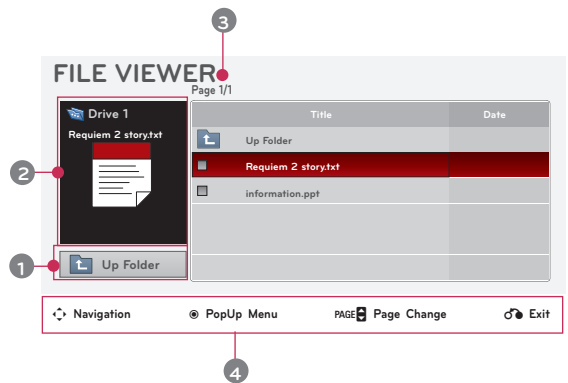 3
FILE VIEWER
Page 1/1
Drive 1
Requiem 2 story.txt
Title
Date
Up Folder
Requiem 2 story.txt
information.ppt
2
1
Up Folder
Navigation
PopUp Menu
PAGE Page Change
Exit
4